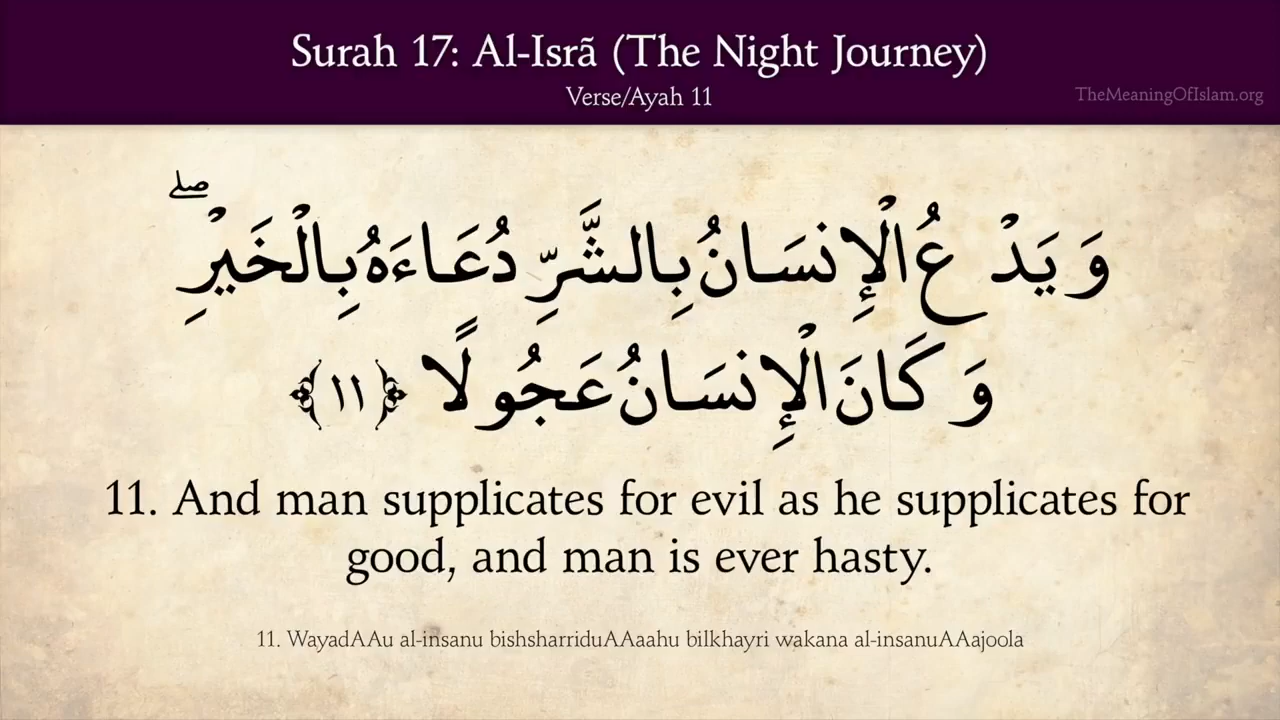 Surah 17: Al-Isrã (The Night Journey)
Verse/Ayah 11
TheMeaningOfIslam.org
وَيَدْعُ الْإِنسَانُ بِالشَّرِّ دُعَاءَهُ بِالْخَيْرِ ۖ
وَكَانَ الْإِنسَانُ عَجُولًا ﴿١١﴾
11. And man supplicates for evil as he supplicates for
good, and man is ever hasty.
11. WayadAAu al-insanu bishsharriduAAaahu bilkhayri wakana al-insanuAAajoola